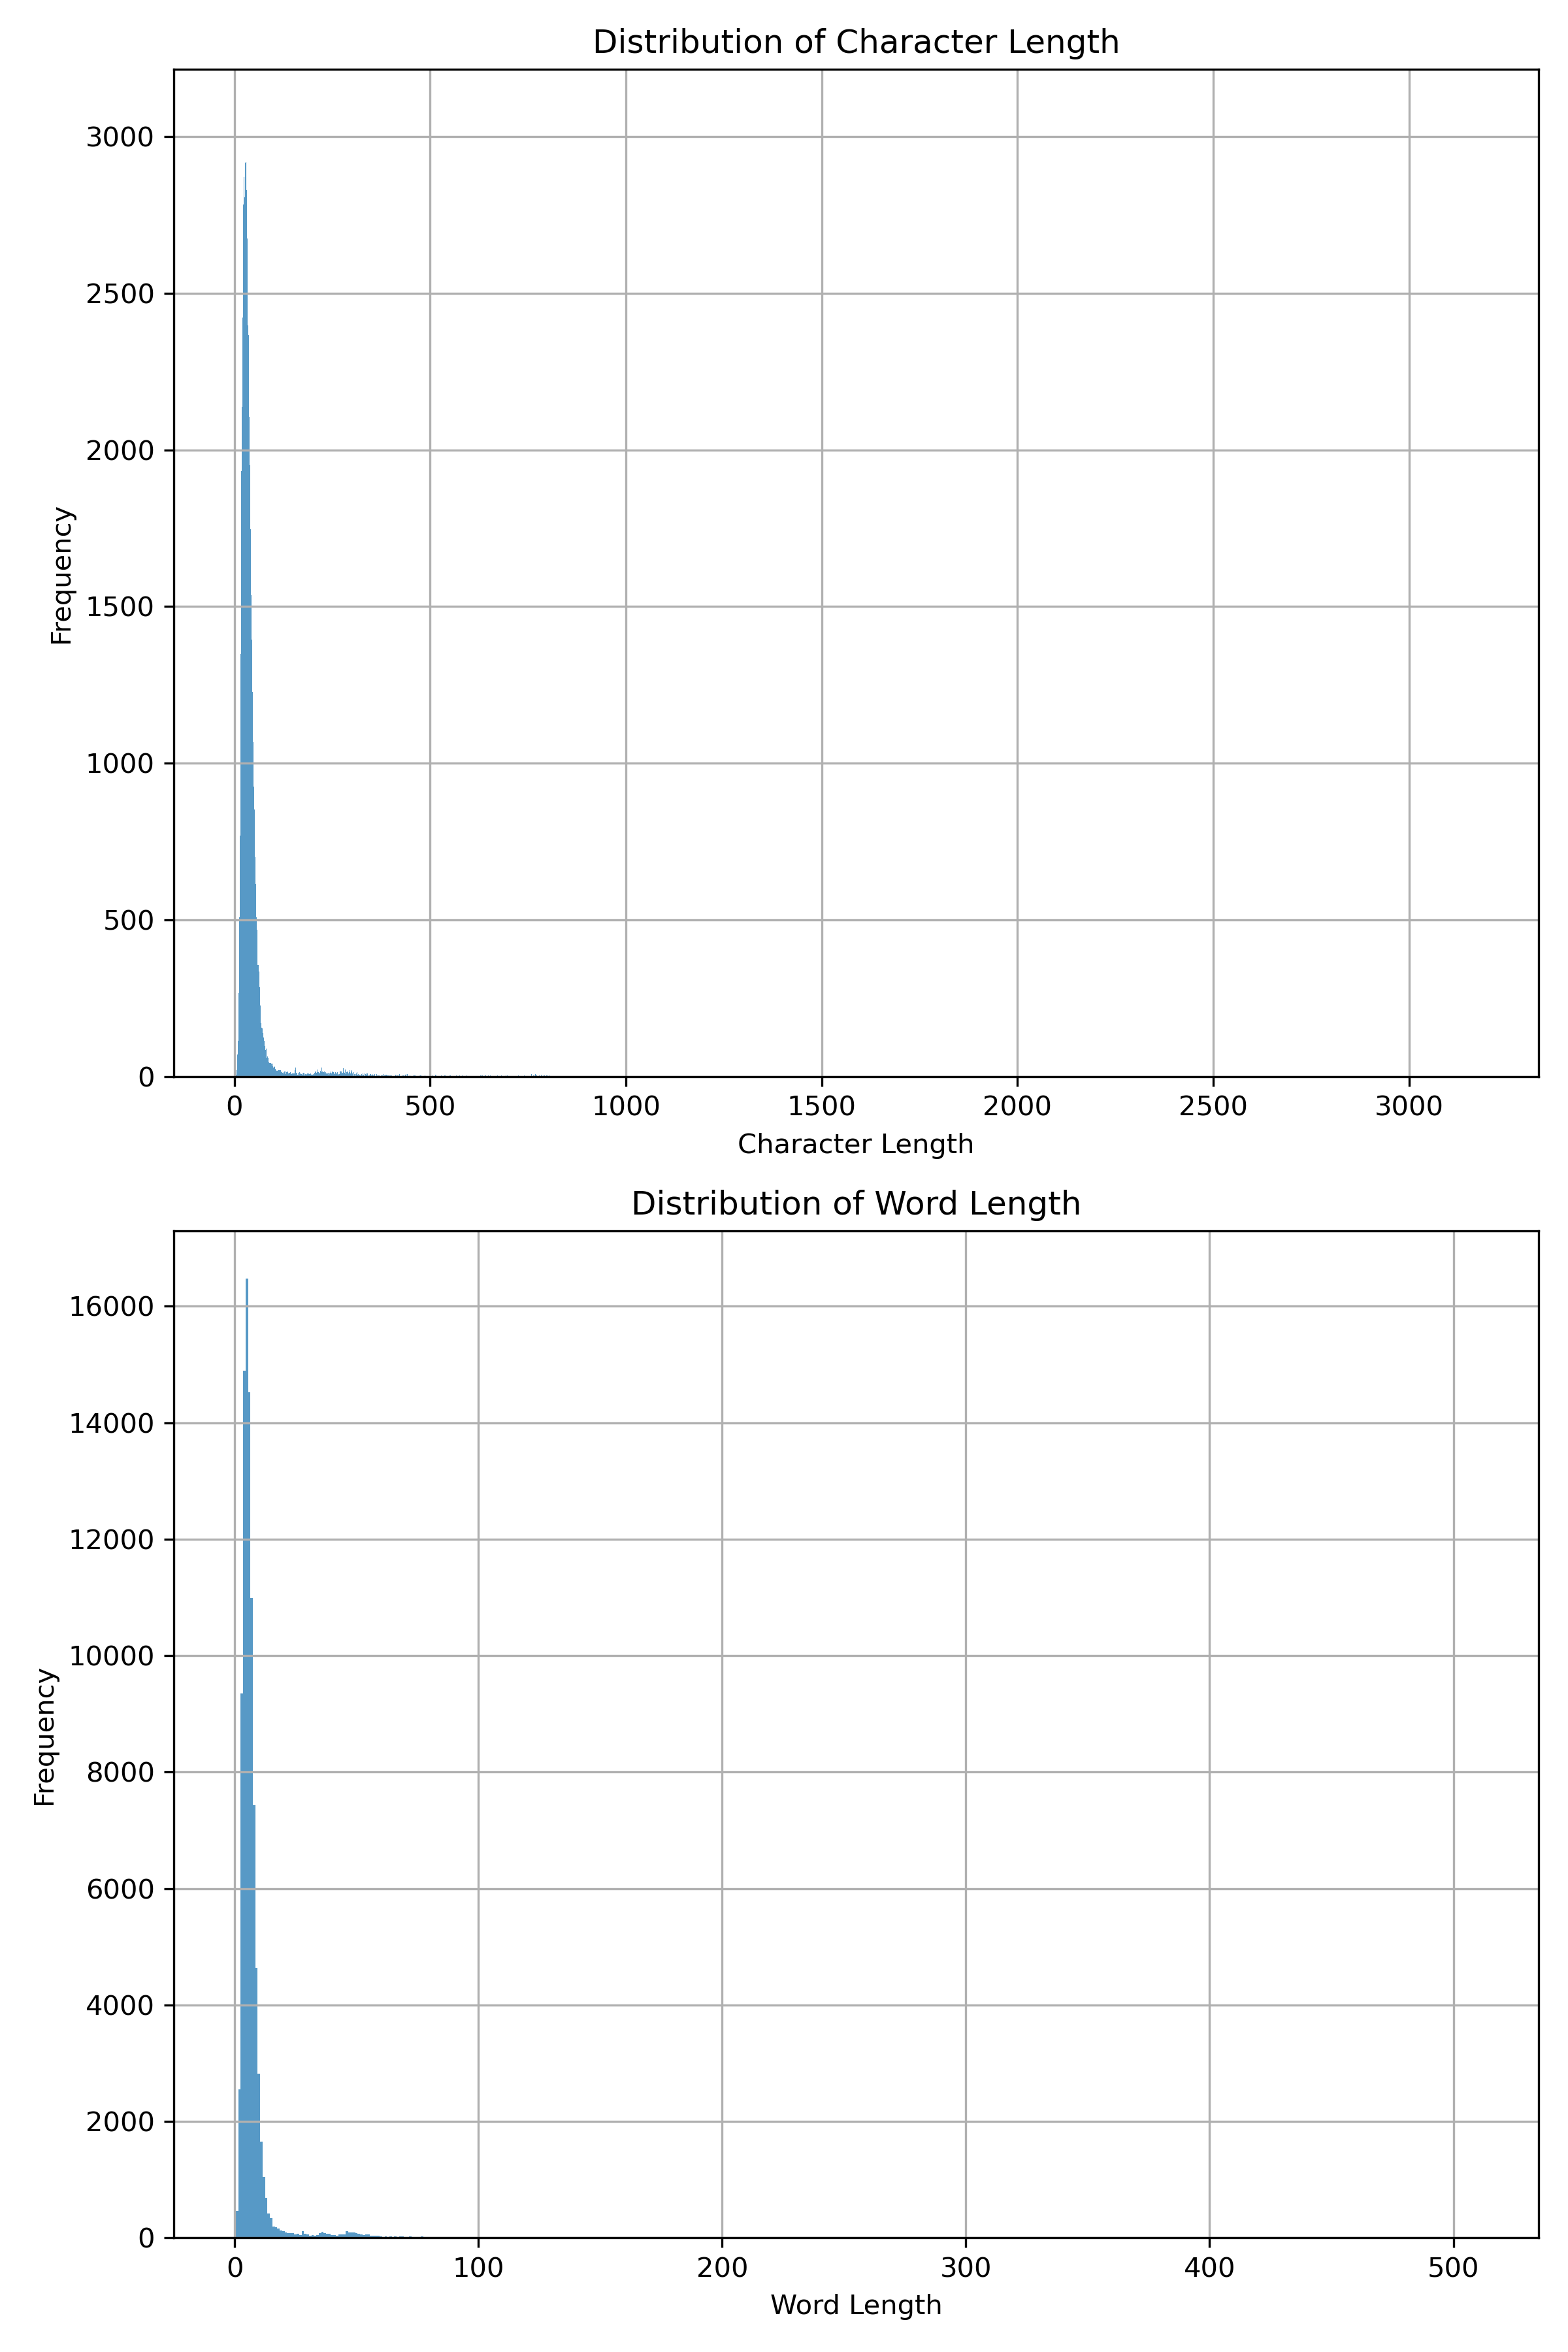 Distribution of Character Length
3000
2500
2000
1500
1000
500
0
Frequency
0 500 1000 1500 2000 2500 3000
Character Length
Distribution of Word Length
16000
14000
12000
10000
8000
6000
4000
2000
0
Frequency
0 100 200 300 400 500
Word Length